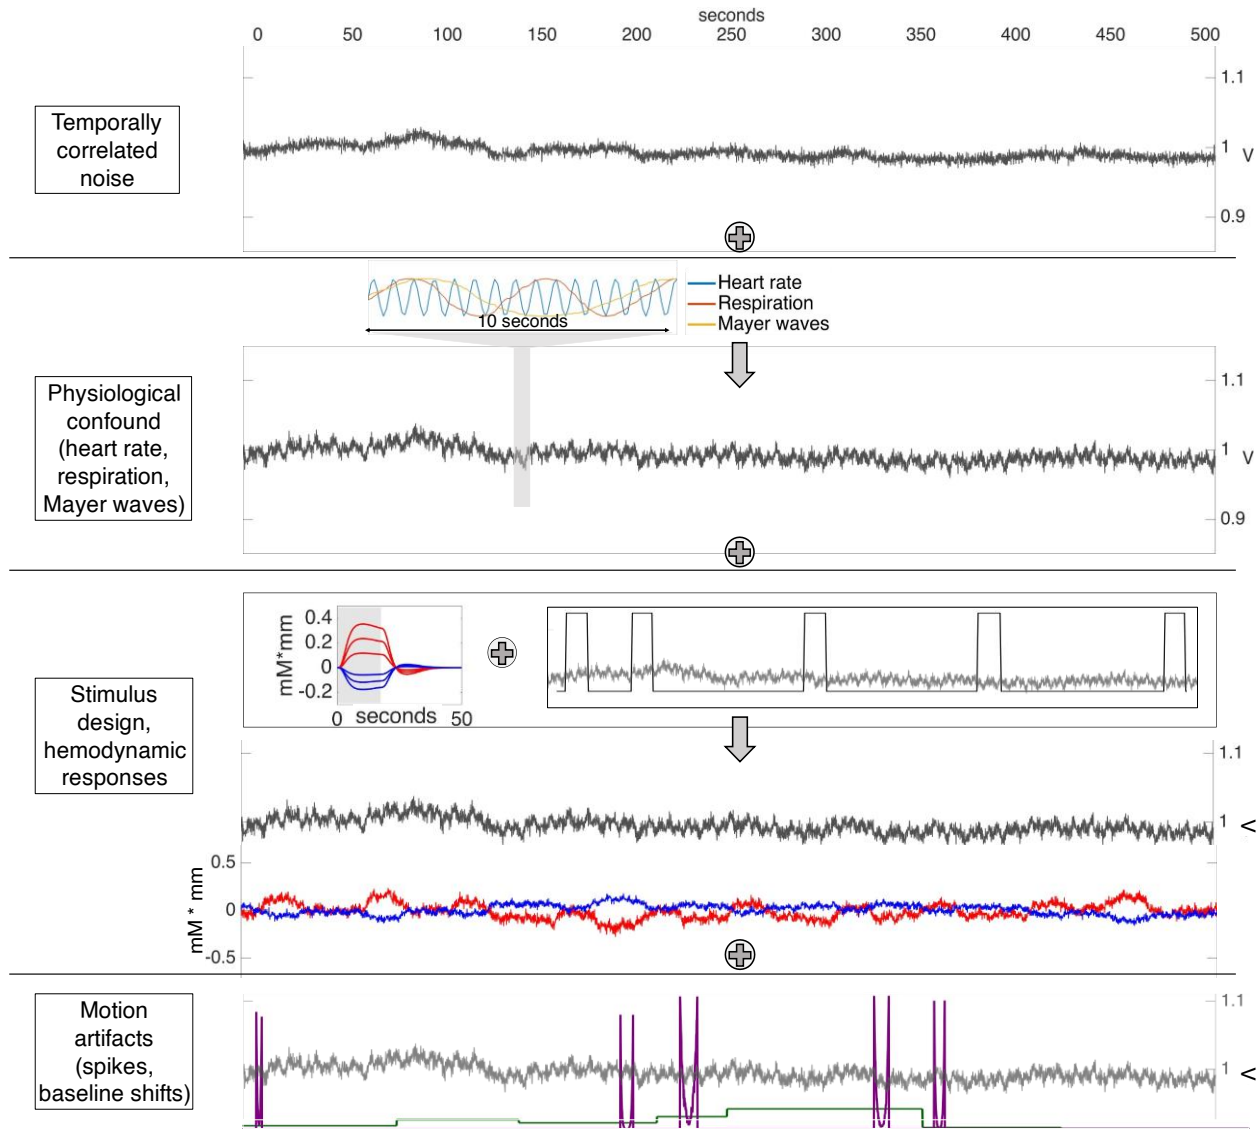 seconds
0 50 100 150 200 250 300 350 400 450 500
Temporally
correlated
noise
1.1
1 V
0.9
Heart rate
Respiration
Mayer waves
10 seconds
Physiological
confound
(heart rate,
respiration,
Mayer waves)
1.1
1 V
0.9
Stimulus
design,
hemodynamic
responses
mM*mm
0.4
0.2
0
-0.2
0 seconds 50
1.1
1 V
mM * mm
0.5
0
-0.5
Motion
artifacts
(spikes,
baseline shifts)
1.1
1 V